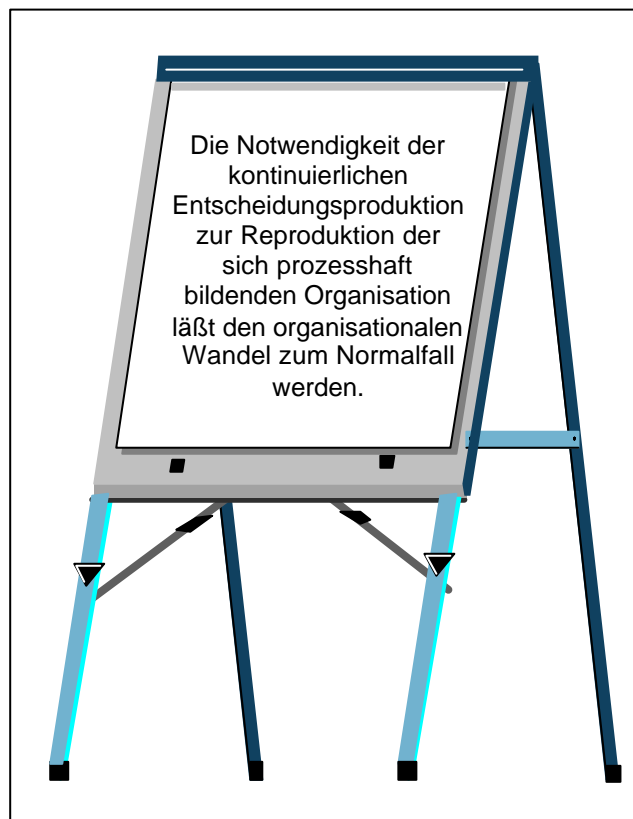 Die Notwendigkeit der
kontinuierlichen
Entscheidungsproduktion
zur Reproduktion der
sich prozesshaft
bildenden Organisation
läßt den organisationalen
Wandel zum Normalfall
werden.